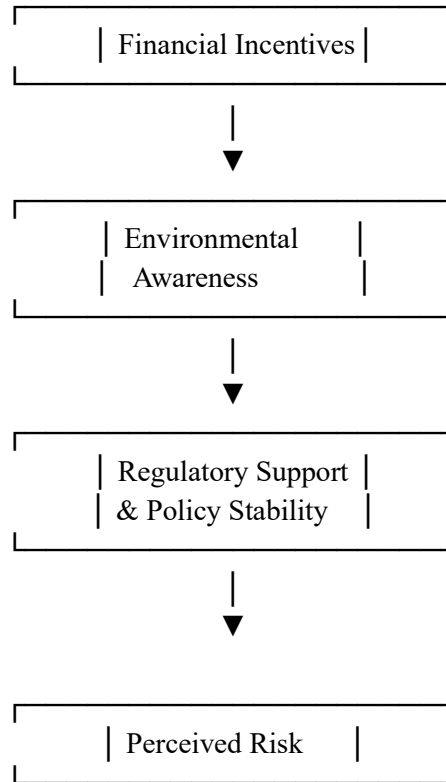 Financial Incentives
Environmental
Awareness
Regulatory Support
& Policy Stability
Perceived Risk